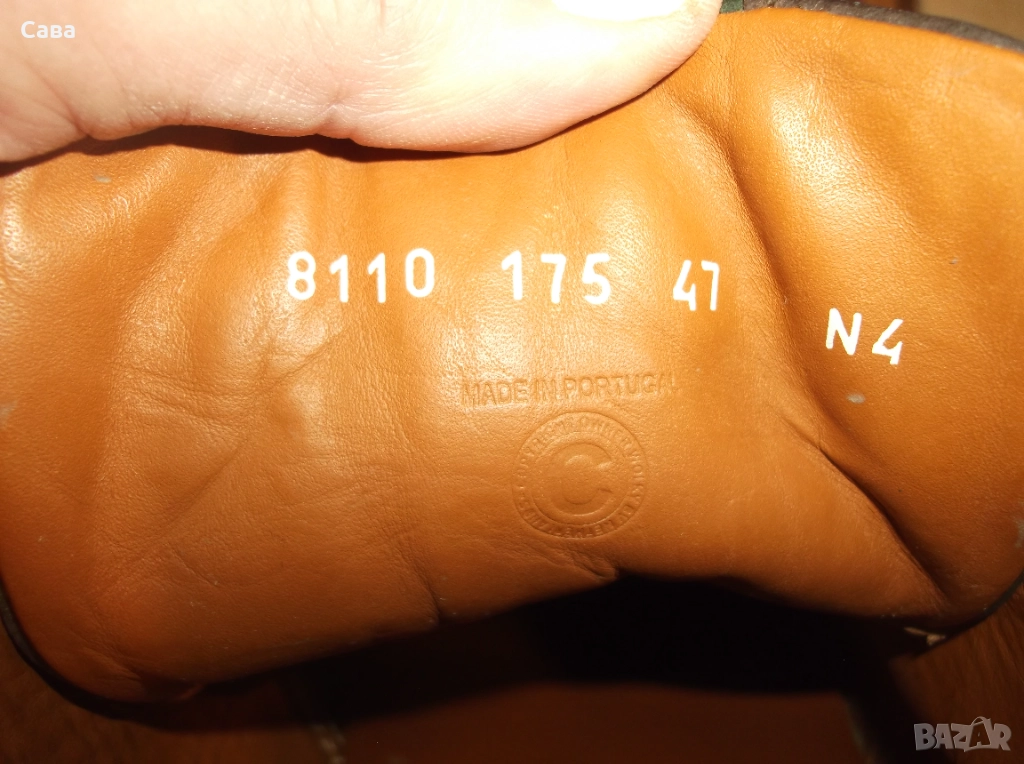 Сава
8110 175 47
N4
MADE IN PORTUGAL
C
BAZAR